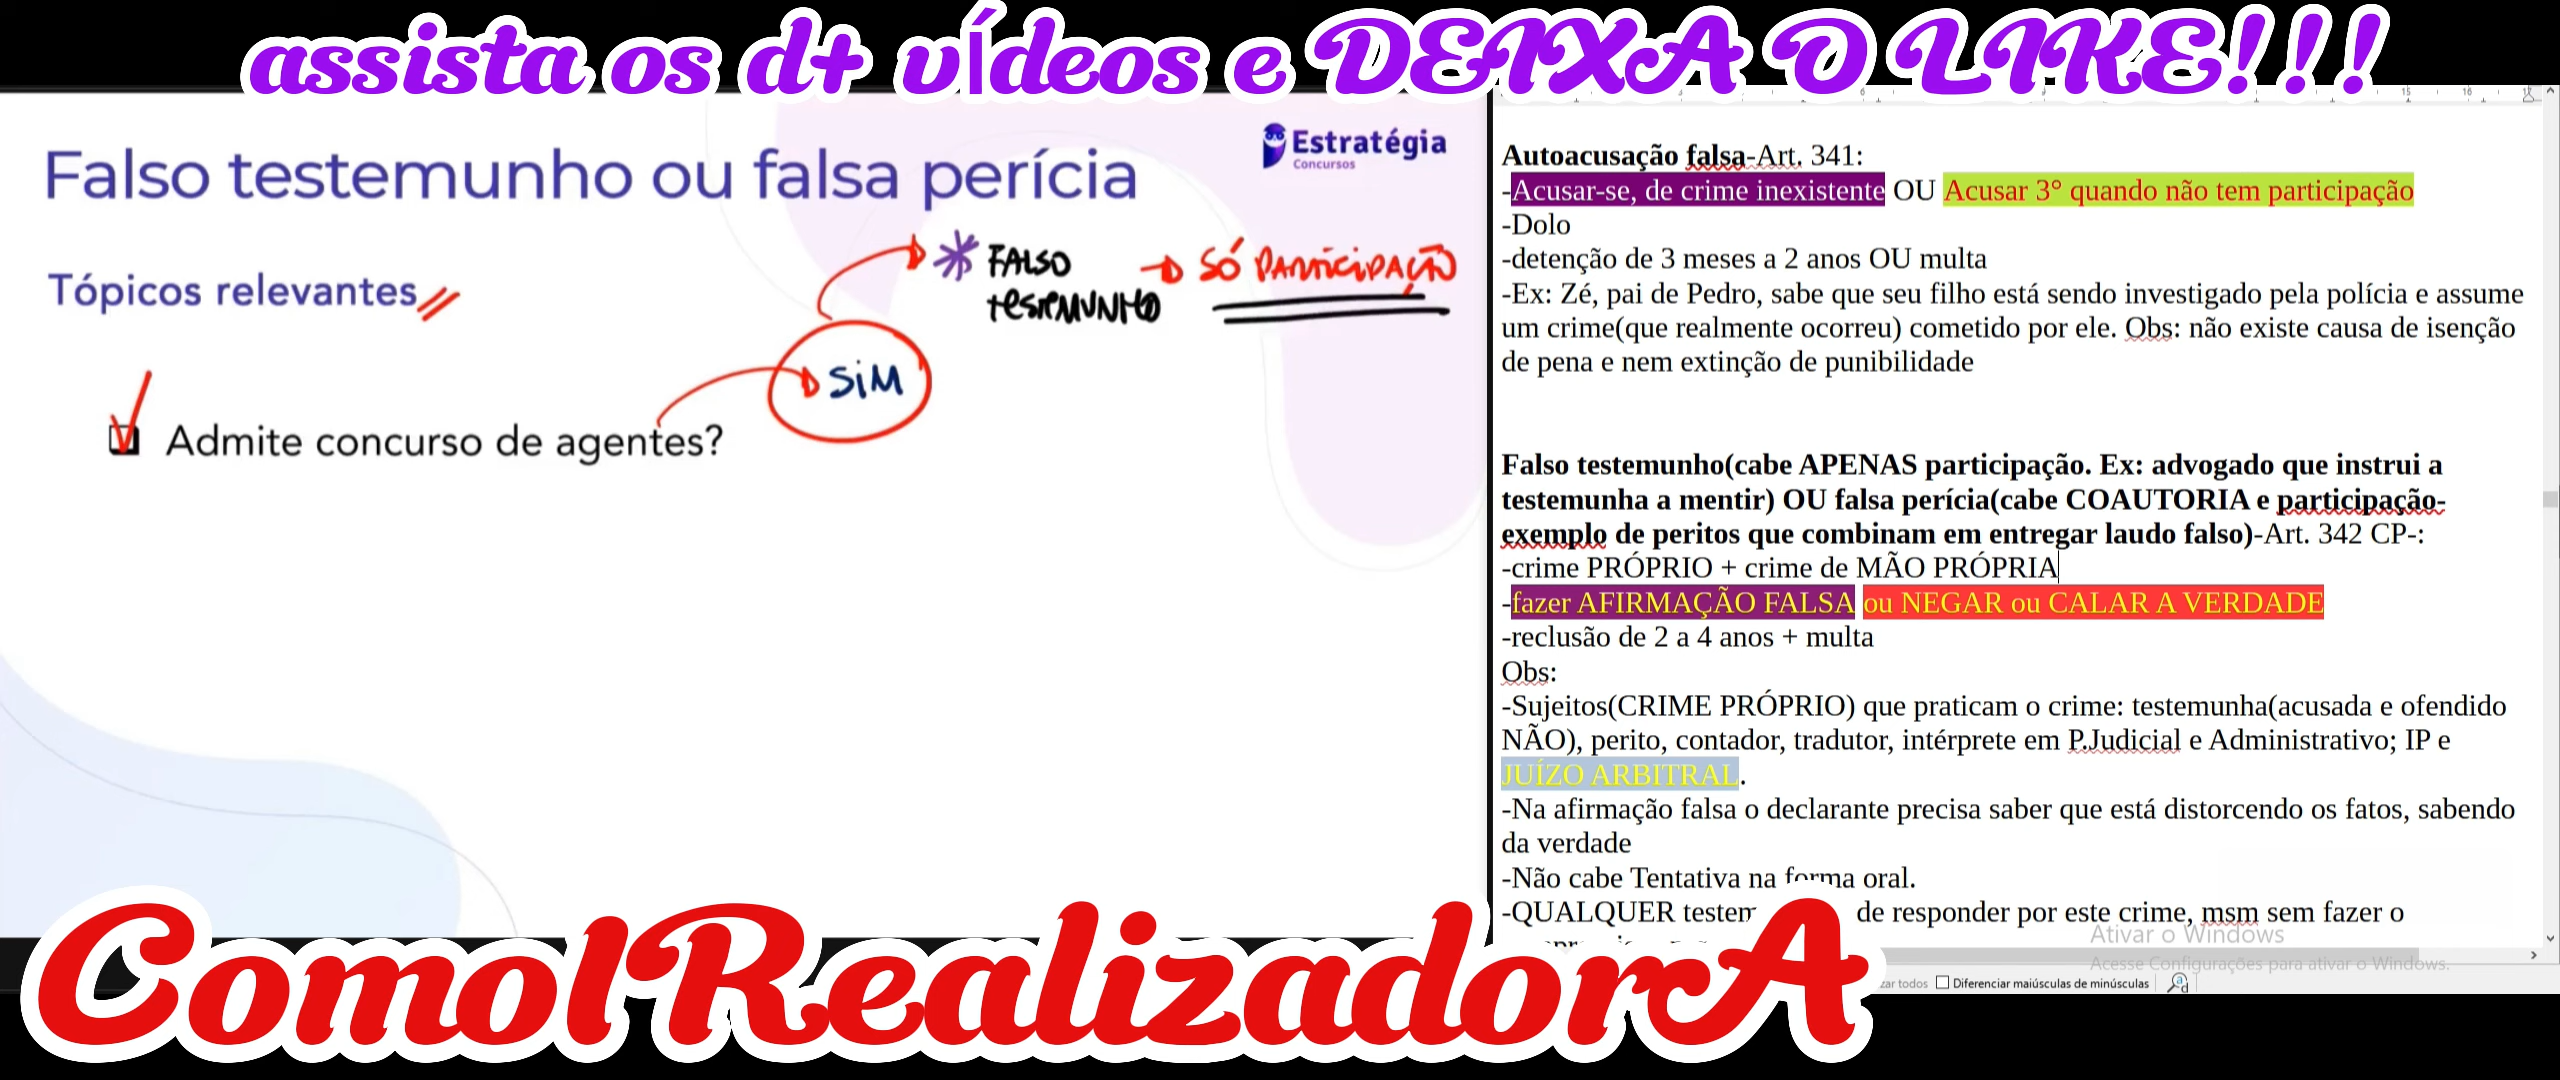 assista os d+ vÍdeos e DEIXA O LIKE!!!
Estratégia
Concursos
Falso testemunho ou falsa perícia
* FALSO TESTEMUNHO → SÓ PARTICIPAÇÃO
Tópicos relevantes
SIM
Admite concurso de agentes?
15 16
Autoacusação falsa-Art. 341:
-Acusar-se, de crime inexistente OU Acusar 3° quando não tem participação
-Dolo
-detenção de 3 meses a 2 anos OU multa
-Ex: Zé, pai de Pedro, sabe que seu filho está sendo investigado pela polícia e assume
um crime(que realmente ocorreu) cometido por ele. Obs: não existe causa de isenção
de pena e nem extinção de punibilidade
Falso testemunho(cabe APENAS participação. Ex: advogado que instrui a
testemunha a mentir) OU falsa perícia(cabe COAUTORIA e participação-
exemplo de peritos que combinam em entregar laudo falso)-Art. 342 CP-:
-crime PRÓPRIO + crime de MÃO PRÓPRIA
-fazer AFIRMAÇÃO FALSA ou NEGAR ou CALAR A VERDADE
-reclusão de 2 a 4 anos + multa
Obs:
-Sujeitos(CRIME PRÓPRIO) que praticam o crime: testemunha(acusada e ofendido
NÃO), perito, contador, tradutor, intérprete em P.Judicial e Administrativo; IP e
JUÍZO ARBITRAL.
-Na afirmação falsa o declarante precisa saber que está distorcendo os fatos, sabendo
da verdade
-Não cabe Tentativa na forma oral.
-QUALQUER testem de responder por este crime, msm sem fazer o
Ativar o Windows
Acesse Configurações para ativar o Windows.
zar todos Diferenciar maiúsculas de minúsculas
ComoIRealizadorA